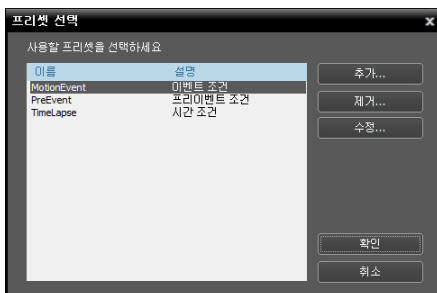 프리셋 선택 x
사용할 프리셋을 선택하세요
이름 설명
MotionEvent 이벤트 조건
PreEvent 프리이벤트 조건
TimeLapse 시간 조건
추가...
제거...
수정...
확인
취소